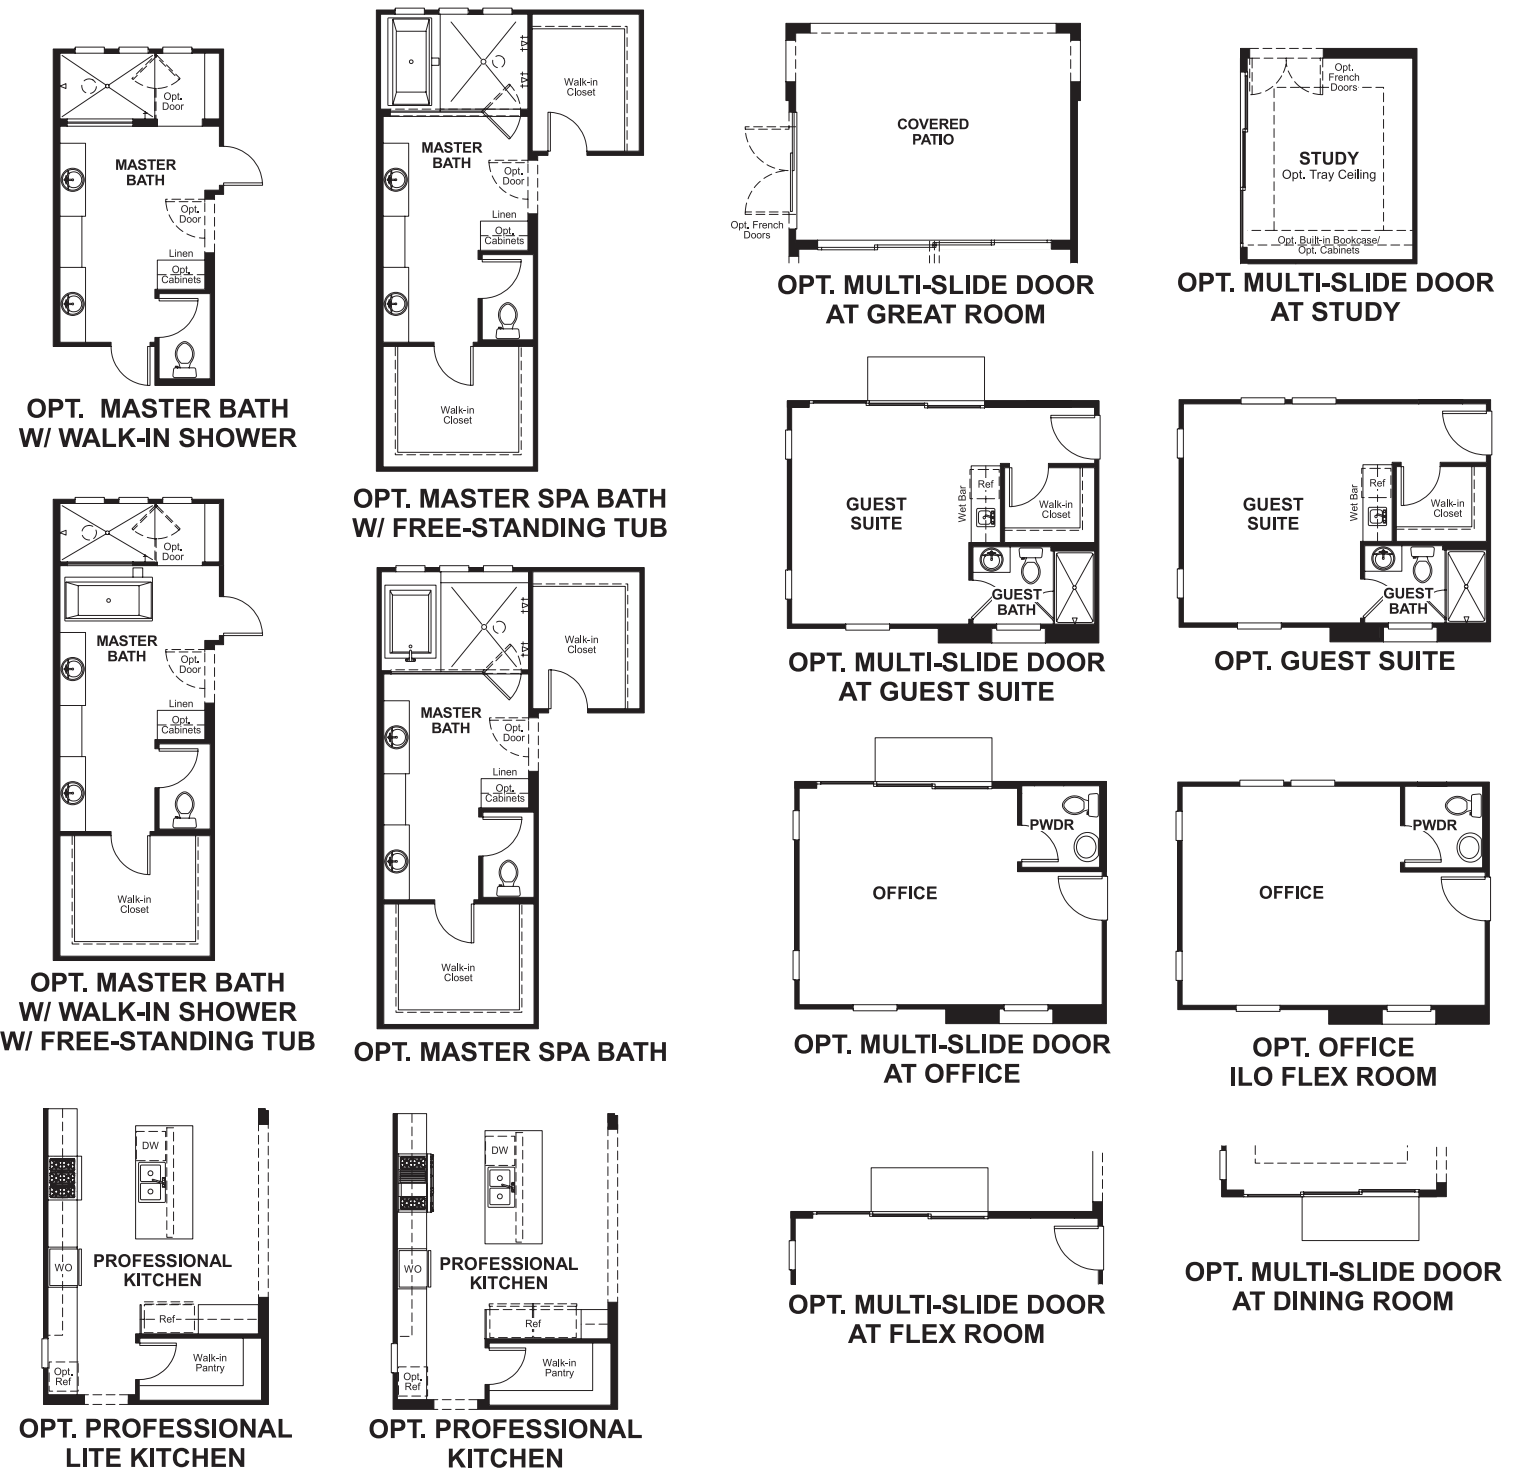 Opt.
Door
MASTER
BATH
Opt.
Door
Linen
Opt.
Cabinets
OPT. MASTER BATH
W/ WALK-IN SHOWER
Walk-in
Closet
MASTER
BATH
Opt.
Door
Linen
Opt.
Cabinets
Walk-in
Closet
OPT. MASTER SPA BATH
W/ FREE-STANDING TUB
COVERED
PATIO
Opt. French
Doors
OPT. MULTI-SLIDE DOOR
AT GREAT ROOM
Opt.
French
Doors
STUDY
Opt. Tray Ceiling
Opt. Built-in Bookcase/
Opt. Cabinets
OPT. MULTI-SLIDE DOOR
AT STUDY
GUEST
SUITE
Wet Bar
Ref
Walk-in
Closet
GUEST
BATH
OPT. MULTI-SLIDE DOOR
AT GUEST SUITE
GUEST
SUITE
Wet Bar
Ref
Walk-in
Closet
GUEST
BATH
OPT. GUEST SUITE
Opt.
Door
MASTER
BATH
Opt.
Door
Linen
Opt.
Cabinets
Walk-in
Closet
OPT. MASTER BATH
W/ WALK-IN SHOWER
W/ FREE-STANDING TUB
Walk-in
Closet
MASTER
BATH
Opt.
Door
Linen
Opt.
Cabinets
Walk-in
Closet
OPT. MASTER SPA BATH
PWDR
OFFICE
OPT. MULTI-SLIDE DOOR
AT OFFICE
PWDR
OFFICE
OPT. OFFICE
ILO FLEX ROOM
DW
WO
PROFESSIONAL
KITCHEN
Ref
Walk-in
Pantry
Opt.
Ref
OPT. PROFESSIONAL
LITE KITCHEN
DW
WO
PROFESSIONAL
KITCHEN
Ref
Walk-in
Pantry
Opt.
Ref
OPT. PROFESSIONAL
KITCHEN
OPT. MULTI-SLIDE DOOR
AT FLEX ROOM
OPT. MULTI-SLIDE DOOR
AT DINING ROOM